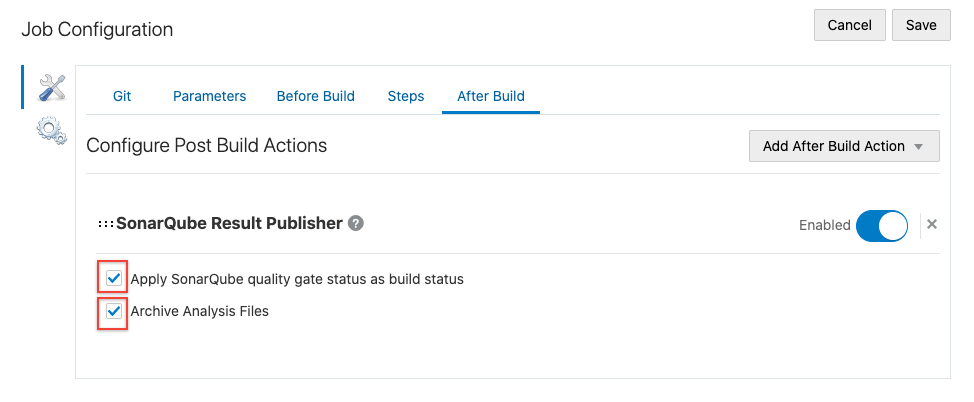 Job Configuration
Cancel
Save
Git
Parameters
Before Build
Steps
After Build
Configure Post Build Actions
Add After Build Action
SonarQube Result Publisher ?
Enabled
Apply SonarQube quality gate status as build status
Archive Analysis Files